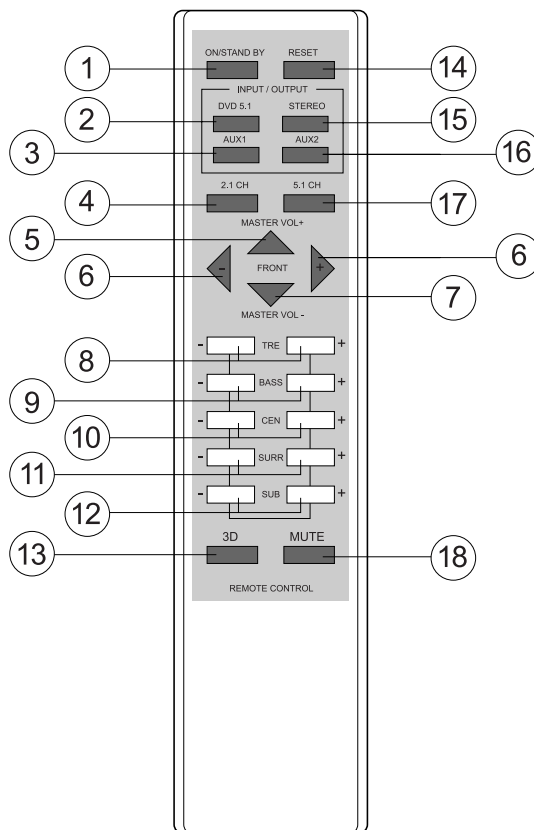 ON/STAND BY RESET
1 14
INPUT / OUTPUT
DVD 5.1 STEREO
2 15
AUX1 AUX2
3 16
2.1 CH 5.1 CH
4 17
MASTER VOL+
5
6 - FRONT + 6
7
MASTER VOL -
- TRE +
8
- BASS +
9
- CEN +
10
- SURR +
11
- SUB +
12
3D MUTE
13 18
REMOTE CONTROL